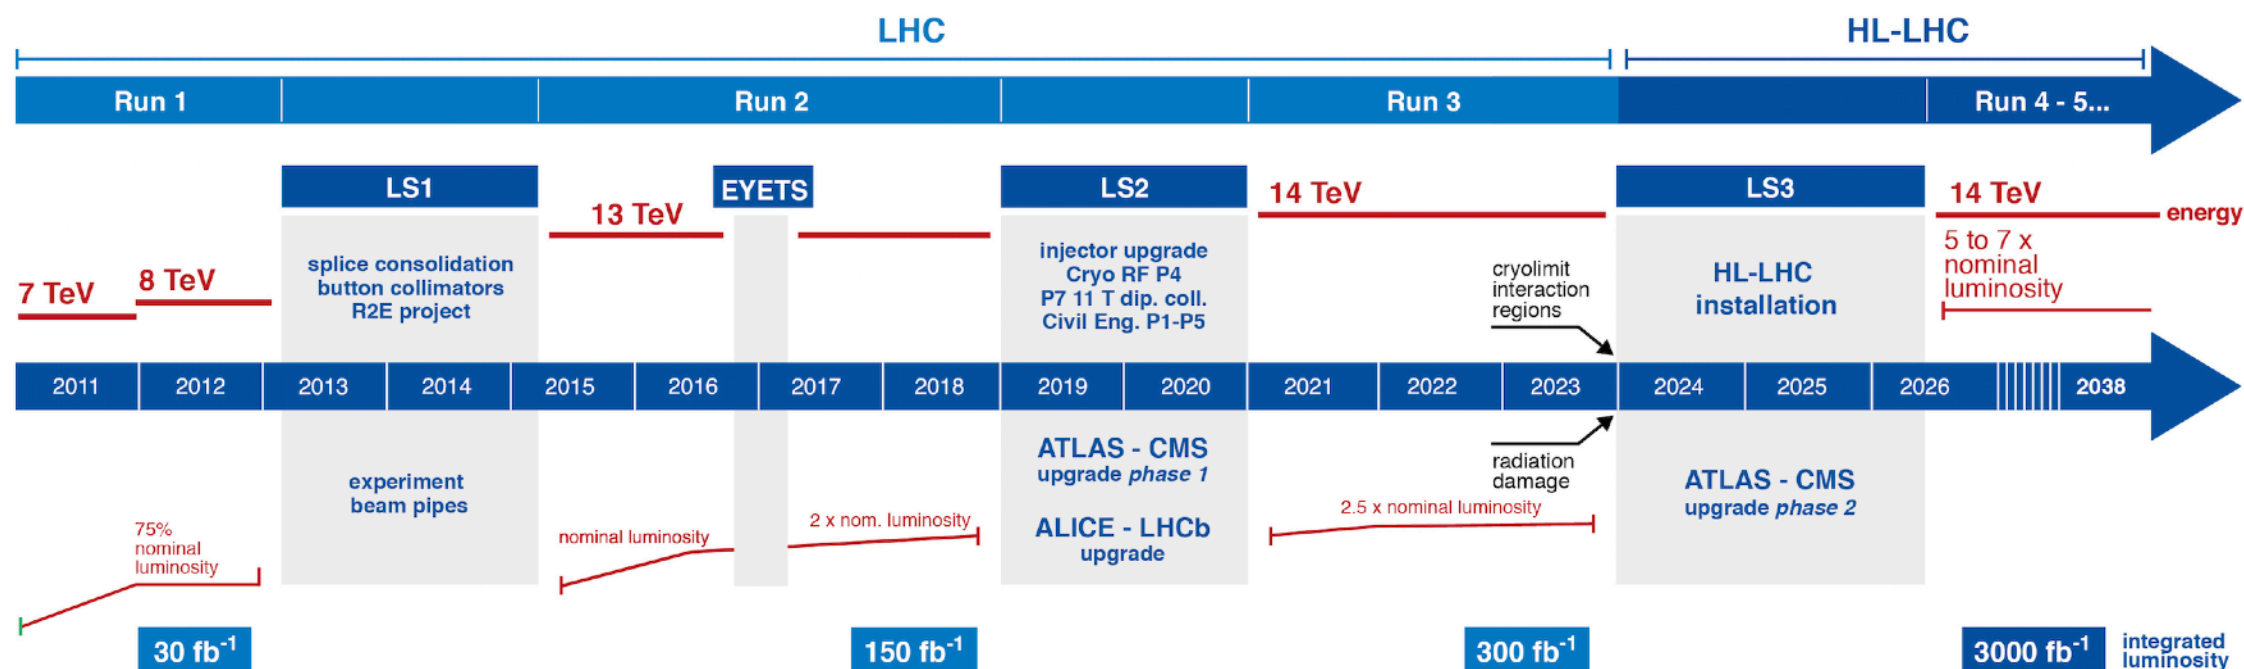 LHC
HL-LHC
Run 1
Run 2
Run 3
Run 4 - 5...
LS1
EYETS
LS2
LS3
13 TeV
14 TeV
14 TeV
energy
7 TeV
8 TeV
splice consolidation
button collimators
R2E project
injector upgrade
Cryo RF P4
P7 11 T dip. coll.
Civil Eng. P1-P5
cryolimit
interaction
regions
HL-LHC
installation
5 to 7 x
nominal
luminosity
2011
2012
2013
2014
2015
2016
2017
2018
2019
2020
2021
2022
2023
2024
2025
2026
2038
75%
nominal
luminosity
experiment
beam pipes
nominal luminosity
2 x nom. luminosity
ATLAS - CMS
upgrade phase 1
ALICE - LHCb
upgrade
2.5 x nominal luminosity
radiation
damage
ATLAS - CMS
upgrade phase 2
30 fb⁻¹
150 fb⁻¹
300 fb⁻¹
3000 fb⁻¹
integrated
luminosity